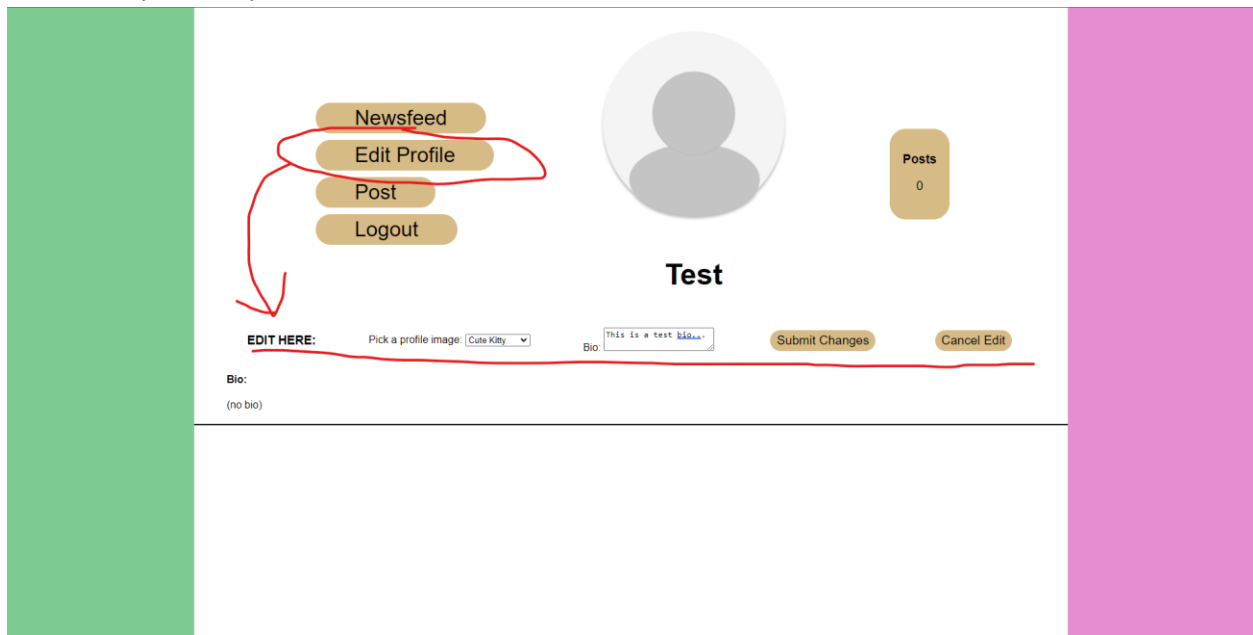 Newsfeed
Edit Profile
Post
Logout
Posts
0
Test
EDIT HERE: Pick a profile image: Cute Kitty Bio: This is a test bio... Submit Changes Cancel Edit
Bio:
(no bio)